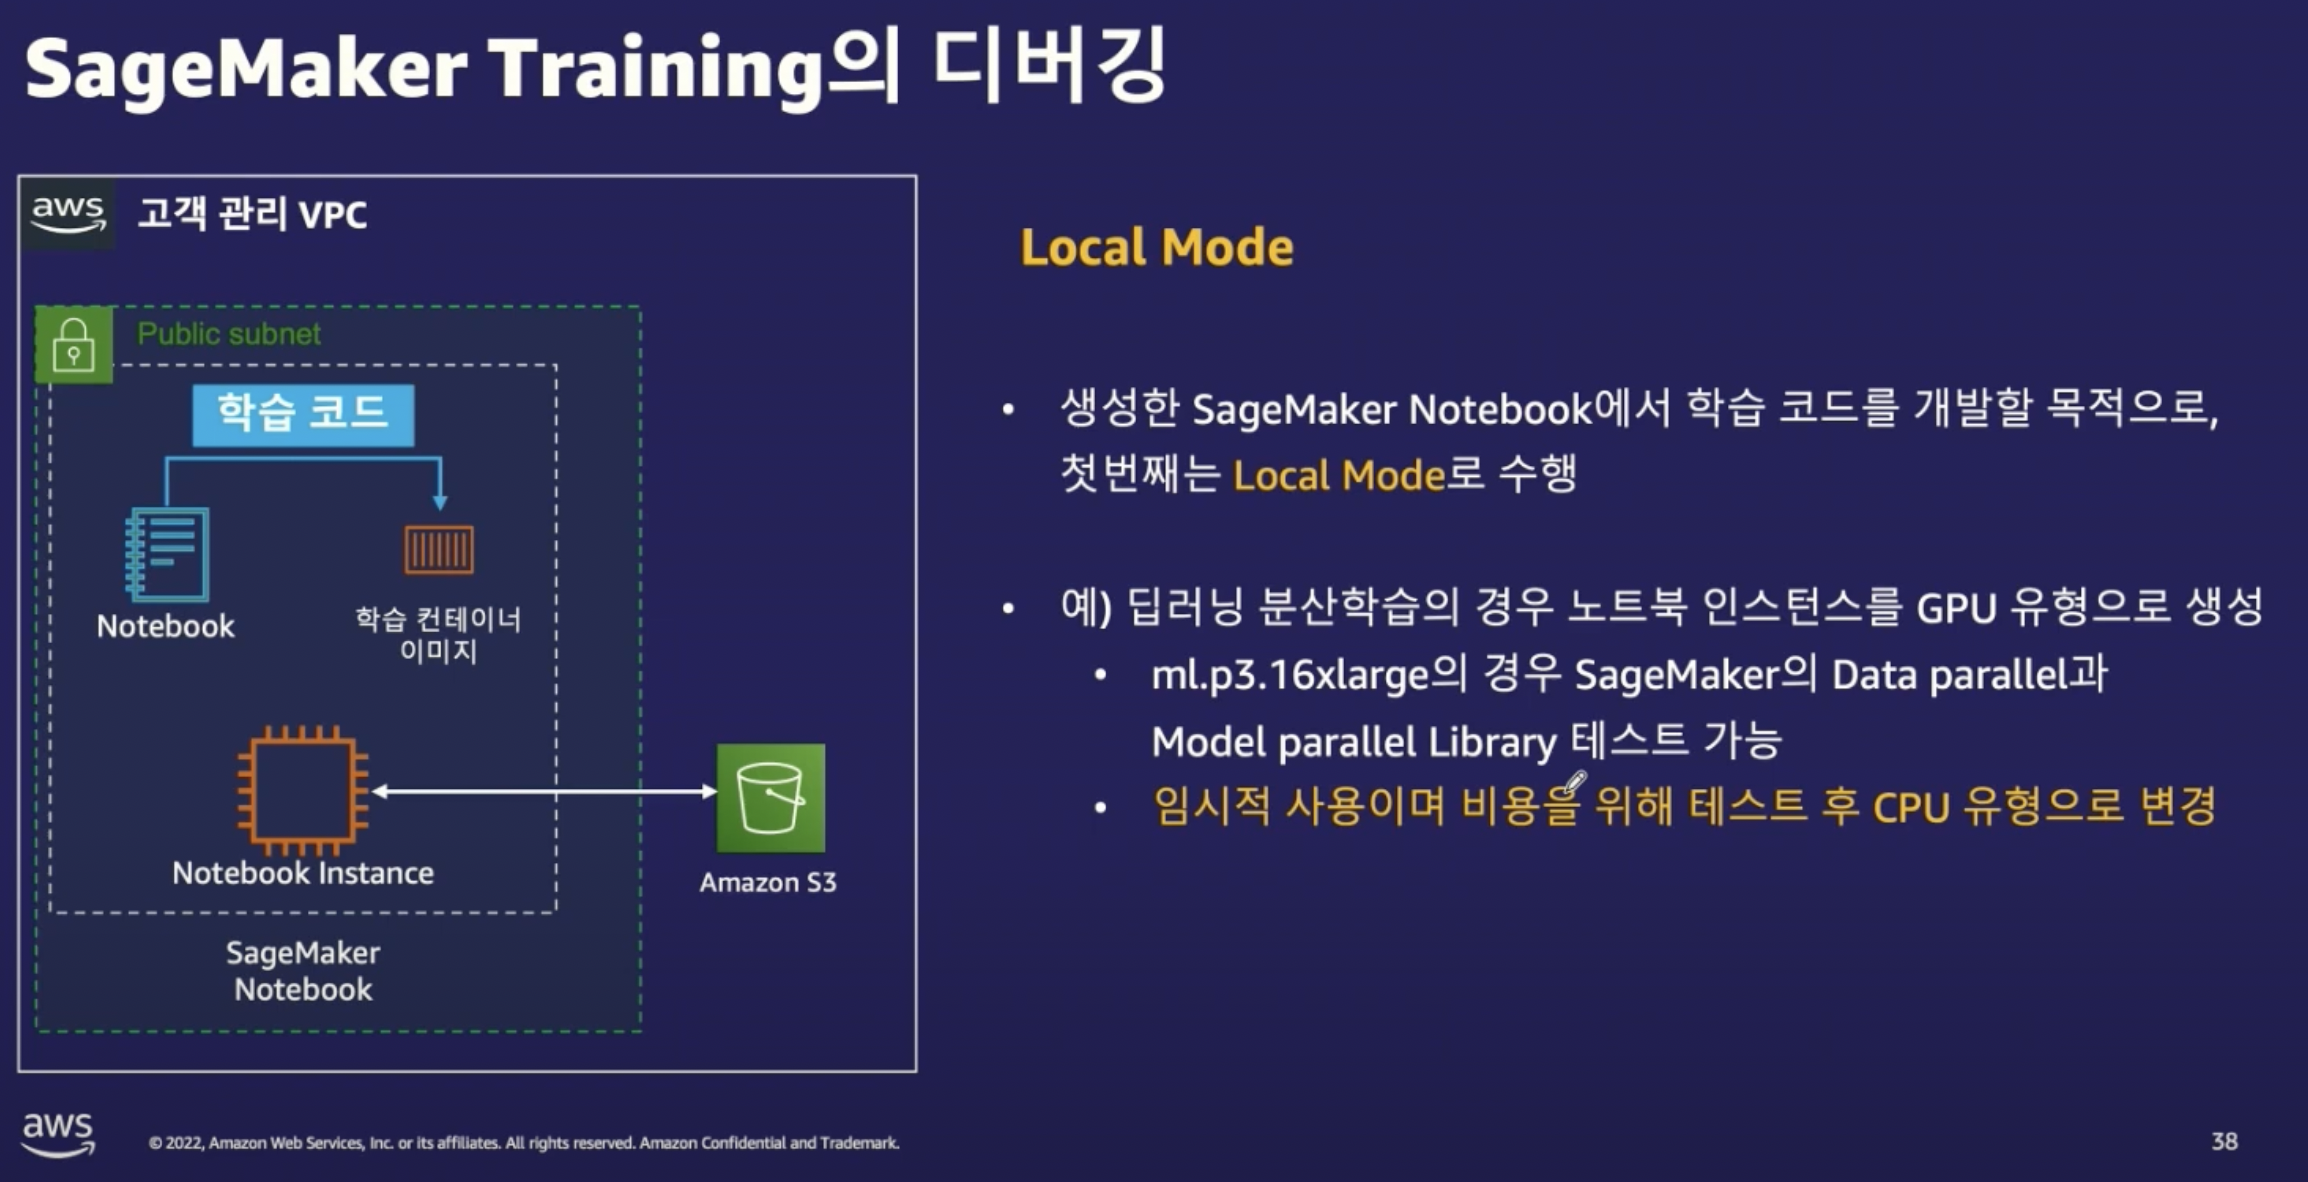 SageMaker Training의 디버깅
aws
고객 관리 VPC
Public subnet
학습 코드
Notebook
학습 컨테이너
이미지
Notebook Instance
Amazon S3
SageMaker
Notebook
Local Mode
• 생성한 SageMaker Notebook에서 학습 코드를 개발할 목적으로,
첫번째는 Local Mode로 수행
• 예) 딥러닝 분산학습의 경우 노트북 인스턴스를 GPU 유형으로 생성
• ml.p3.16xlarge의 경우 SageMaker의 Data parallel과
Model parallel Library 테스트 가능
• 임시적 사용이며 비용을 위해 테스트 후 CPU 유형으로 변경
aws
© 2022, Amazon Web Services, Inc. or its affiliates. All rights reserved. Amazon Confidential and Trademark.
38